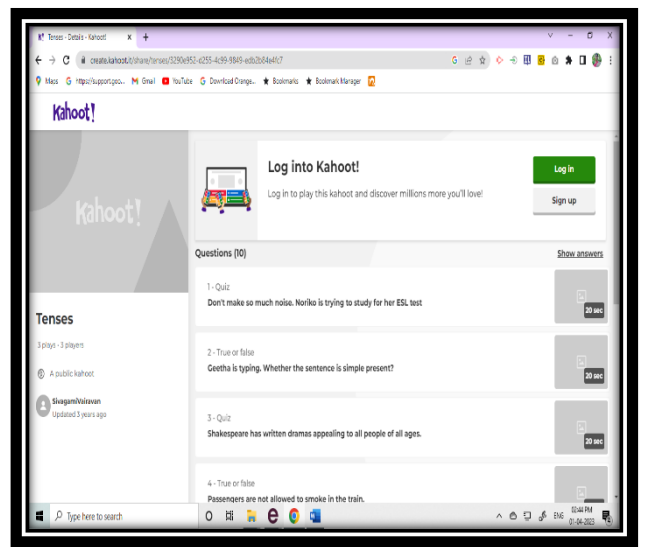 Tenses - Details - Kahoot!
create.kahoot.it/share/tenses/3290e952-d255-4c99-9849-edb2b84e4fc7
Maps https://support.goo... Gmail YouTube Download Orange... Bookmarks Bookmark Manager
Kahoot!
Kahoot!
Log into Kahoot!
Log in to play this kahoot and discover millions more you'll love!
Log in
Sign up
Questions (10)
Show answers
1 - Quiz
Don't make so much noise. Noriko is trying to study for her ESL test
20 sec
2 - True or false
Geetha is typing. Whether the sentence is simple present?
20 sec
3 - Quiz
Shakespeare has written dramas appealing to all people of all ages.
20 sec
4 - True or false
Passengers are not allowed to smoke in the train.
Tenses
3 plays · 3 players
A public kahoot
SivagamiVairavan
Updated 3 years ago
Type here to search
ENG
02:44 PM
01-04-2023